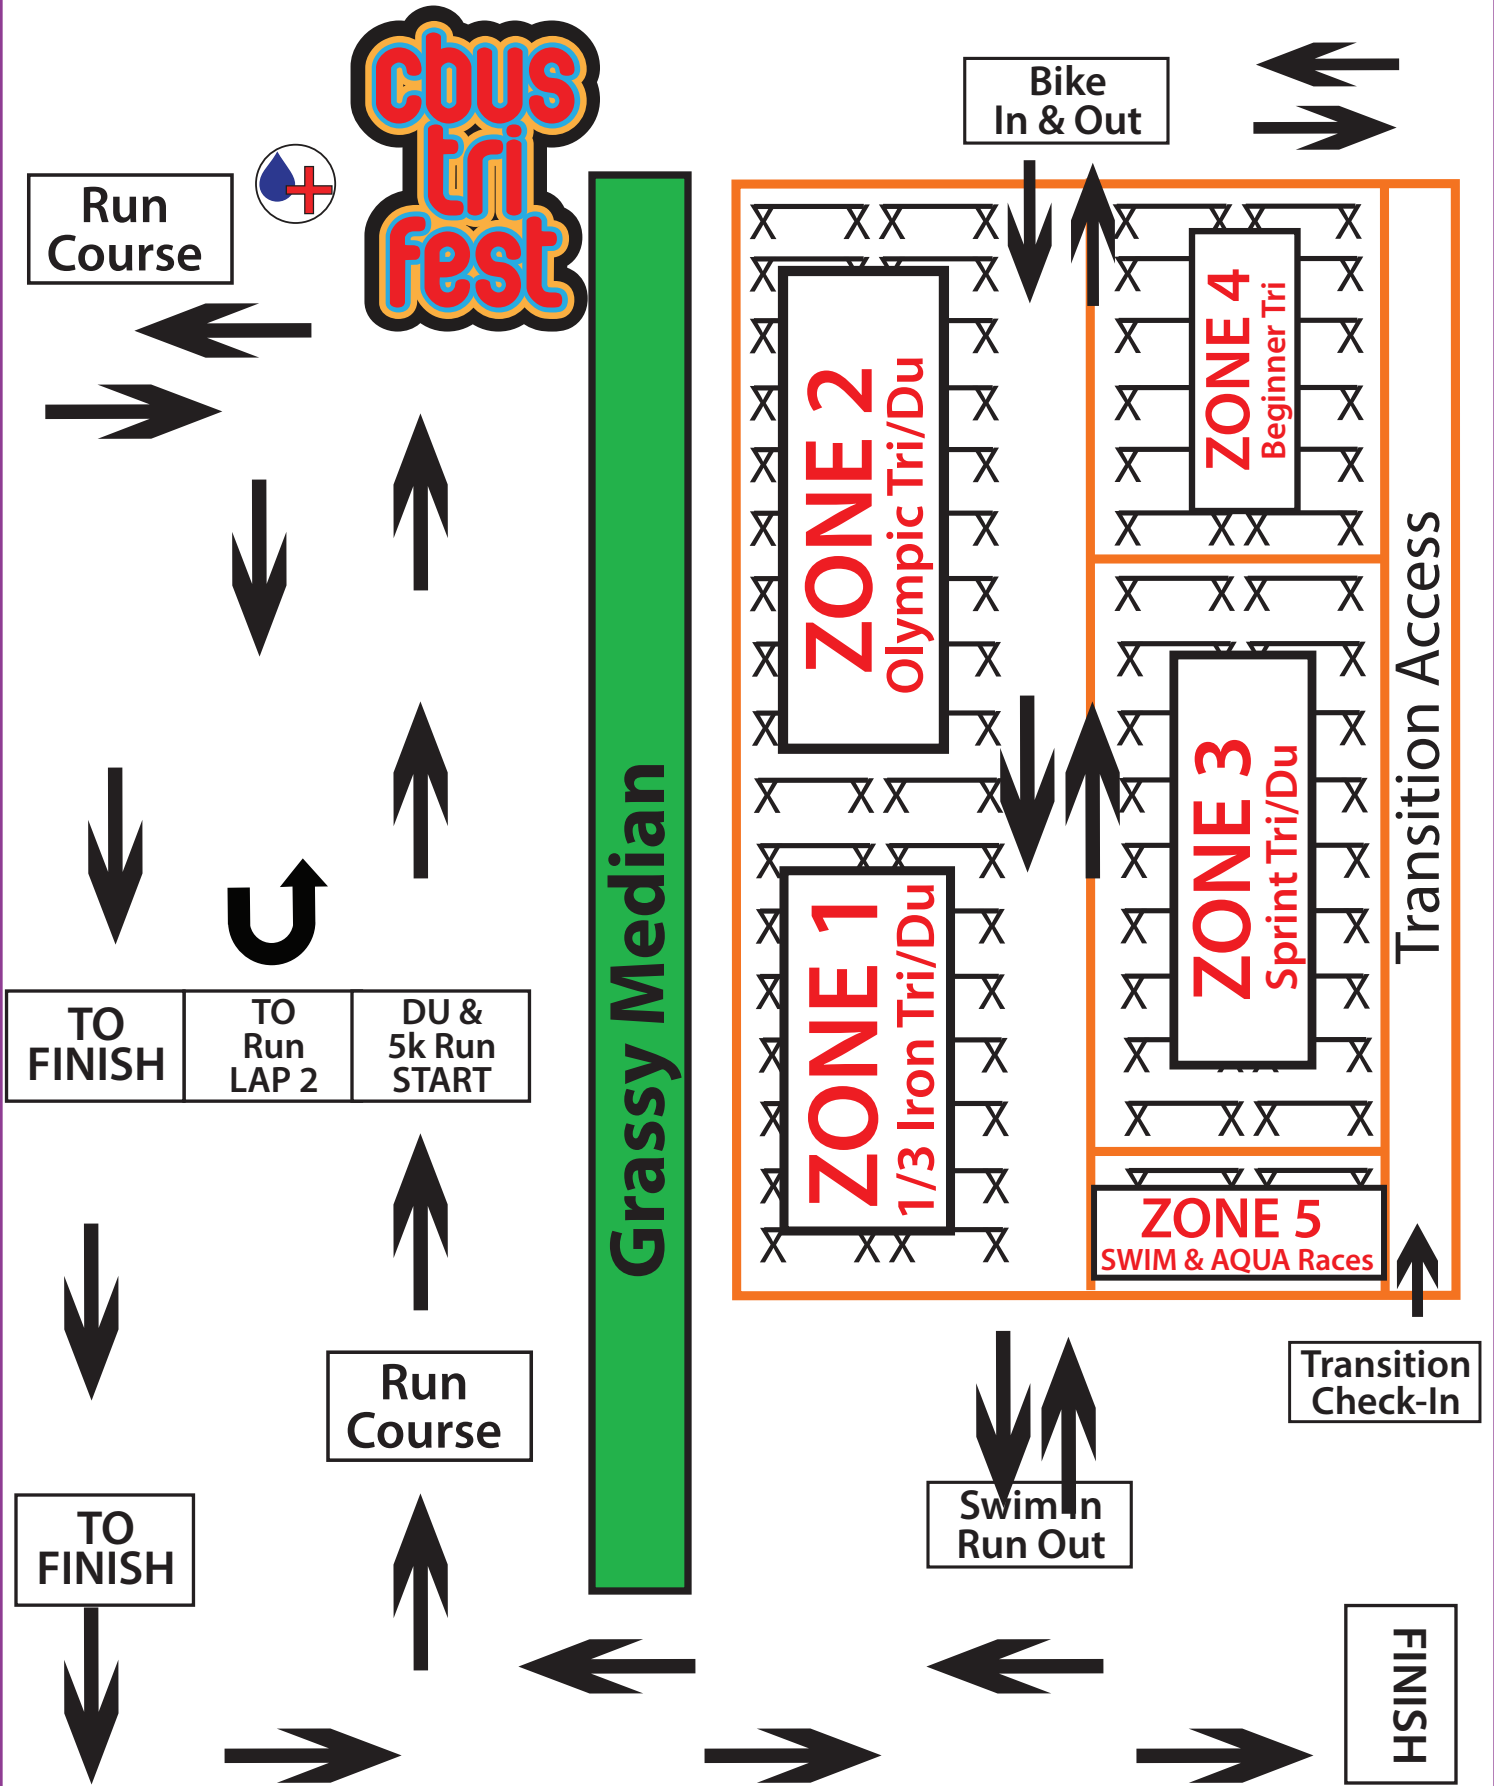 cbus
tri
fest
Bike
In & Out
Run
Course
ZONE 2
Olympic Tri/Du
ZONE 4
Beginner Tri
Grassy Median
ZONE 1
1/3 Iron Tri/Du
ZONE 3
Sprint Tri/Du
Transition Access
TO
FINISH
TO
Run
LAP 2
DU &
5k Run
START
ZONE 5
SWIM & AQUA Races
Run
Course
Transition
Check-In
TO
FINISH
Swim In
Run Out
FINISH